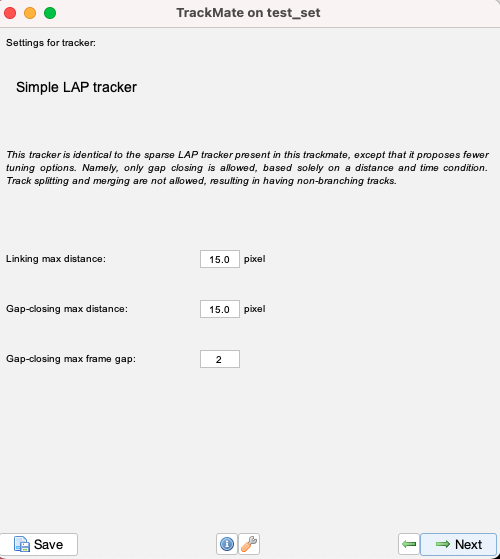 TrackMate on test_set
Settings for tracker:
Simple LAP tracker
This tracker is identical to the sparse LAP tracker present in this trackmate, except that it proposes fewer
tuning options. Namely, only gap closing is allowed, based solely on a distance and time condition.
Track splitting and merging are not allowed, resulting in having non-branching tracks.
Linking max distance: 15.0 pixel
Gap-closing max distance: 15.0 pixel
Gap-closing max frame gap: 2
Save Next